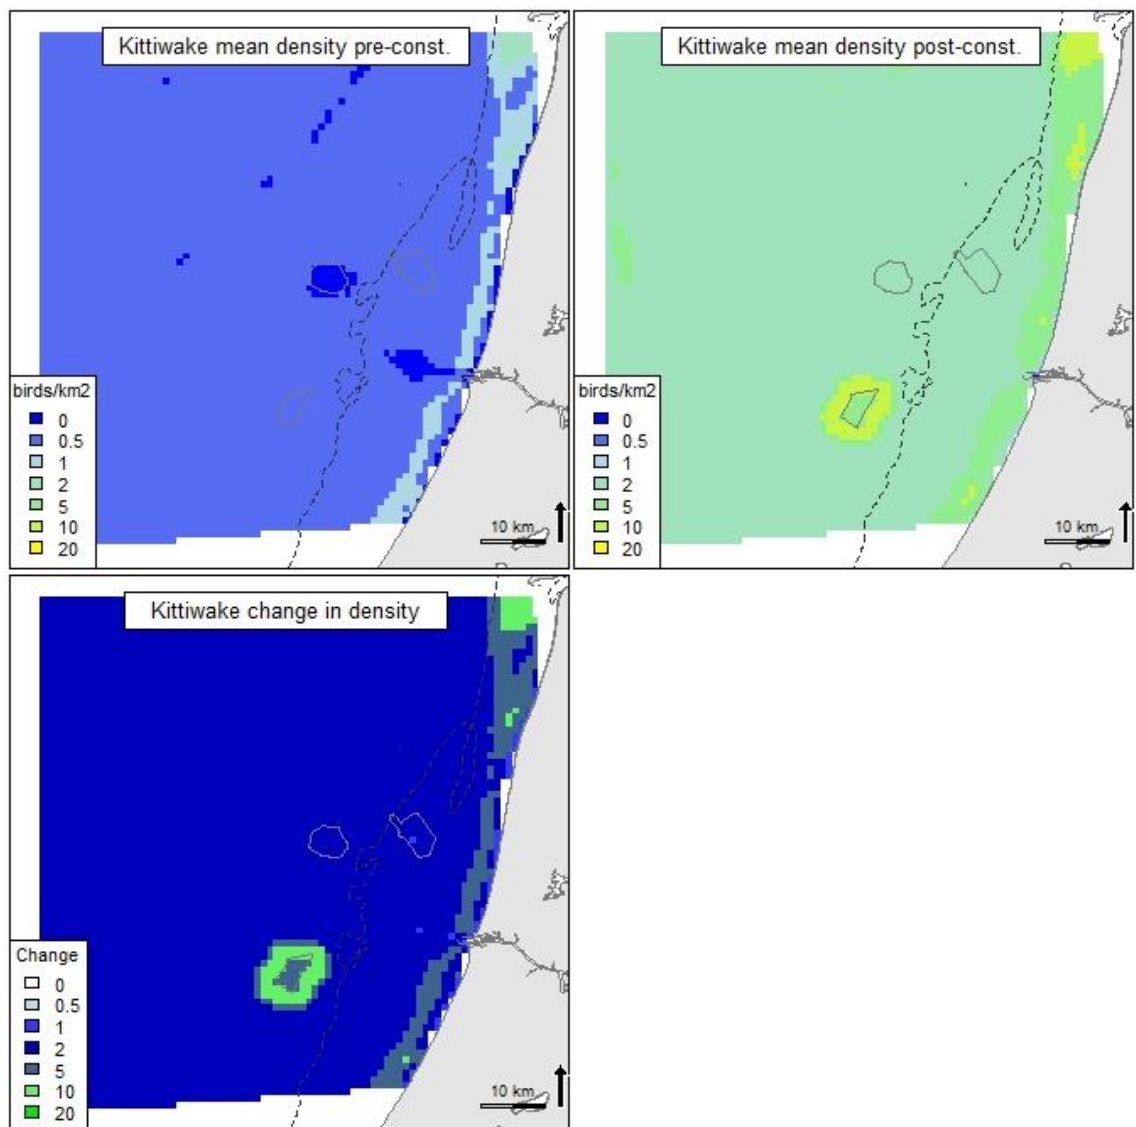 Kittiwake mean density pre-const.
birds/km2
0
0.5
1
2
5
10
20
10 km
Kittiwake mean density post-const.
birds/km2
0
0.5
1
2
5
10
20
10 km
Kittiwake change in density
Change
0
0.5
1
2
5
10
20
10 km